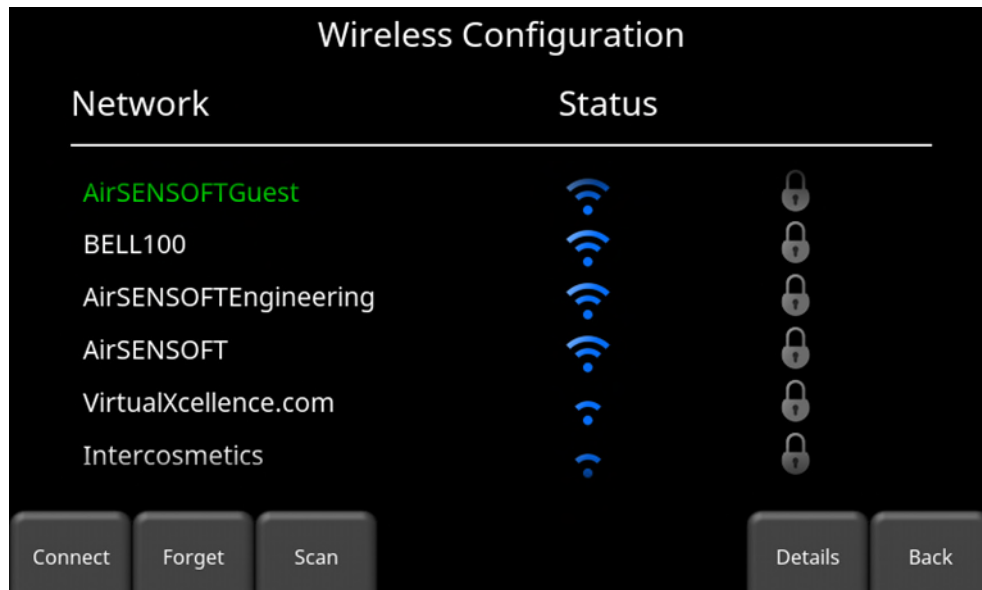 Wireless Configuration
Network Status
AirSENSOFTGuest
BELL100
AirSENSOFTEngineering
AirSENSOFT
VirtualXcellence.com
Intercosmetics
Connect Forget Scan Details Back